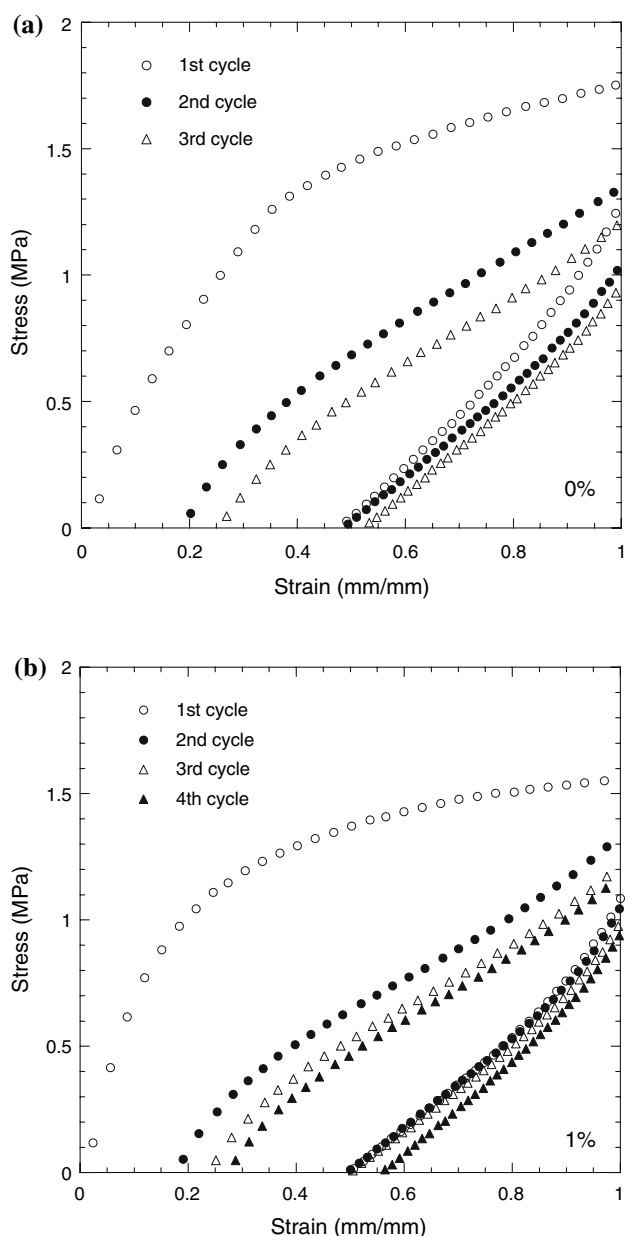 (a)
2
1st cycle
2nd cycle
3rd cycle
1.5
1
0.5
0
Stress (MPa)
0%
0 0.2 0.4 0.6 0.8 1
Strain (mm/mm)
(b)
2
1st cycle
2nd cycle
3rd cycle
4th cycle
1.5
1
0.5
0
Stress (MPa)
1%
0 0.2 0.4 0.6 0.8 1
Strain (mm/mm)